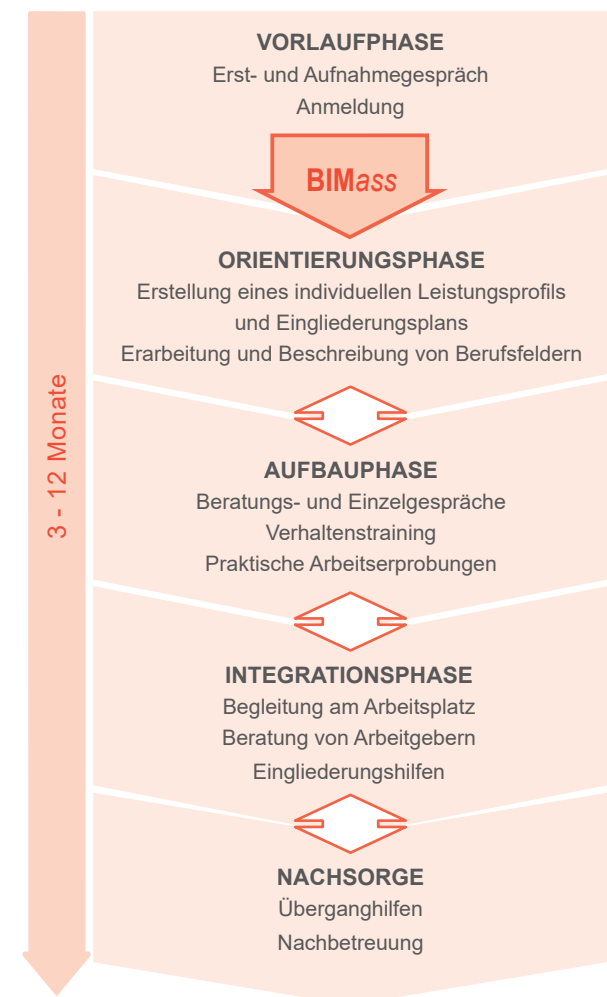 VORLAUFPHASE
Erst- und Aufnahmegespräch
Anmeldung
BIMass
ORIENTIERUNGSPHASE
Erstellung eines individuellen Leistungsprofils
und Eingliederungsplans
Erarbeitung und Beschreibung von Berufsfeldern
3 - 12 Monate
AUFBAUPHASE
Beratungs- und Einzelgespräche
Verhaltenstraining
Praktische Arbeitserprobungen
INTEGRATIONSPHASE
Begleitung am Arbeitsplatz
Beratung von Arbeitgebern
Eingliederungshilfen
NACHSORGE
Überganghilfen
Nachbetreuung